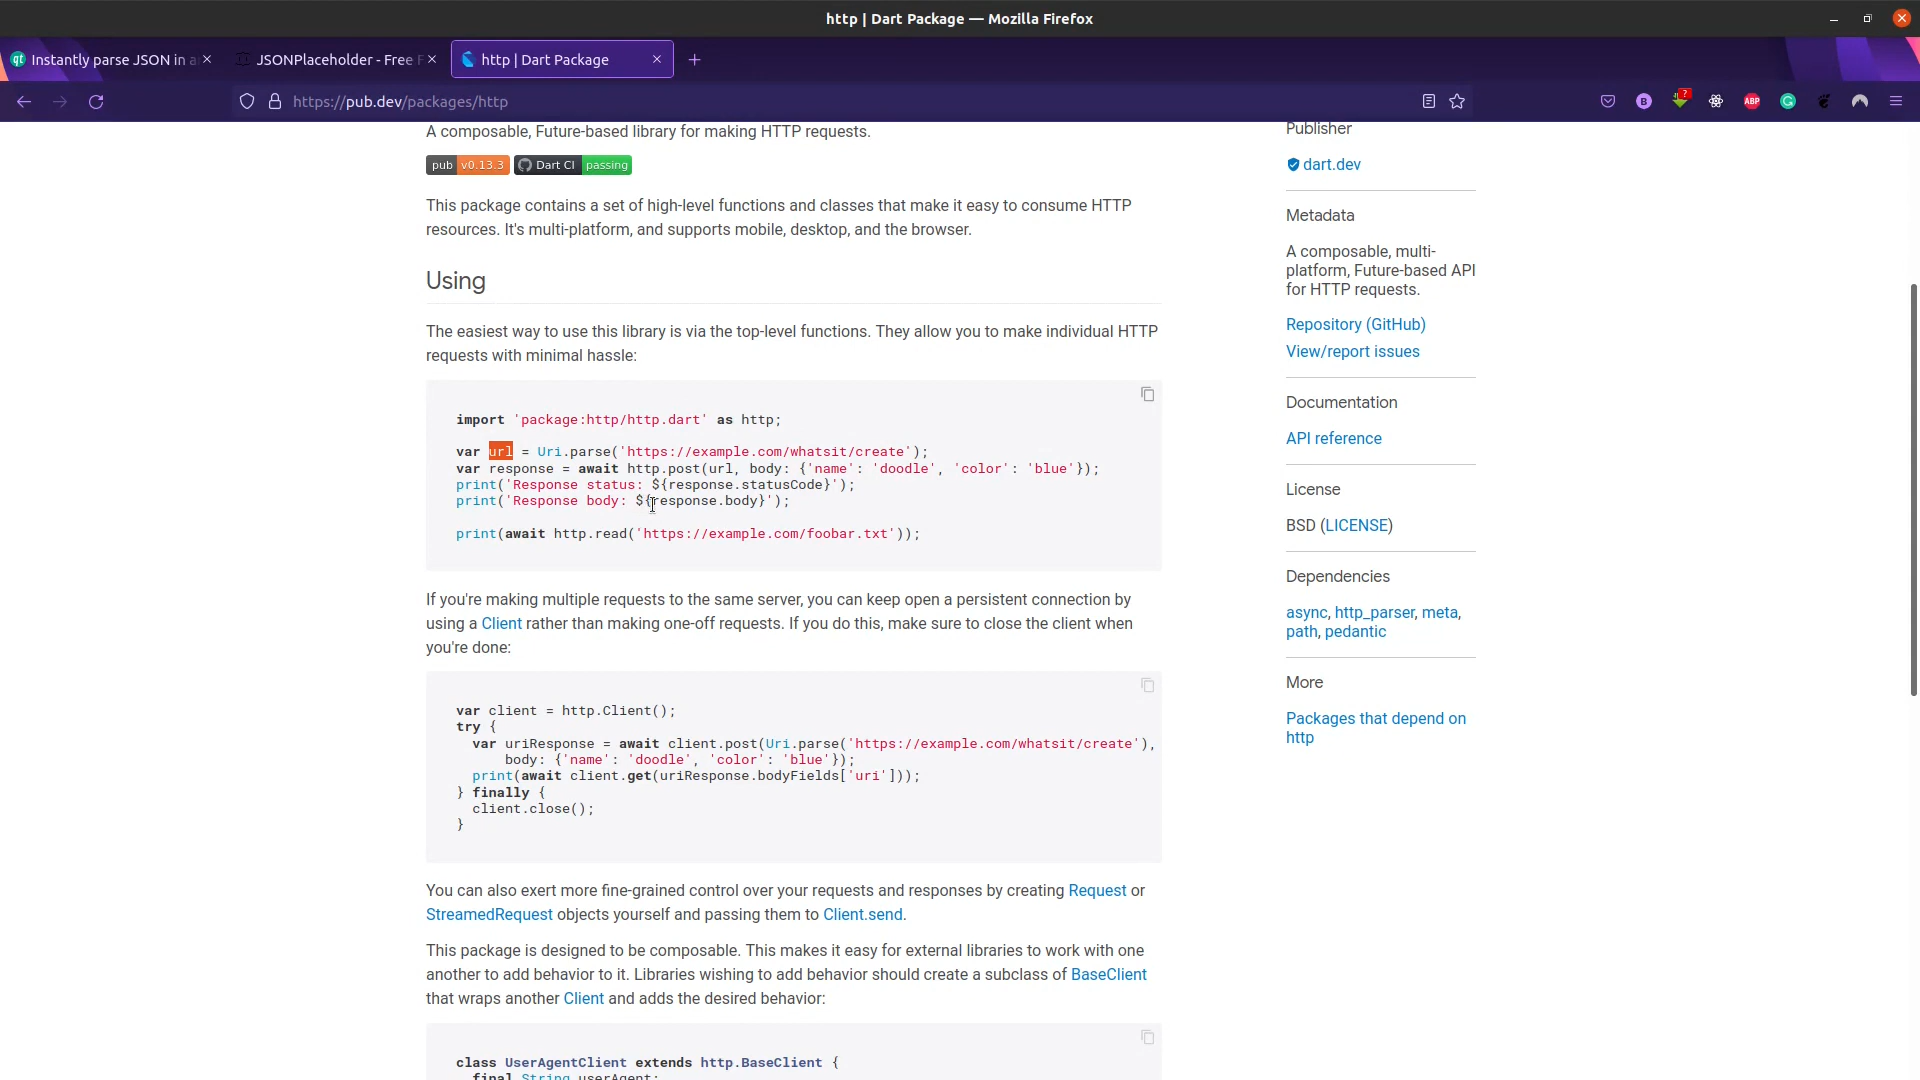 http | Dart Package — Mozilla Firefox
Instantly parse JSON in a
JSONPlaceholder - Free F
http | Dart Package
https://pub.dev/packages/http
?
B
ABP
A composable, Future-based library for making HTTP requests.
pub v0.13.3 Dart CI passing
This package contains a set of high-level functions and classes that make it easy to consume HTTP
resources. It's multi-platform, and supports mobile, desktop, and the browser.
Using
The easiest way to use this library is via the top-level functions. They allow you to make individual HTTP
requests with minimal hassle:
import 'package:http/http.dart' as http;
var url = Uri.parse('https://example.com/whatsit/create');
var response = await http.post(url, body: {'name': 'doodle', 'color': 'blue'});
print('Response status: ${response.statusCode}');
print('Response body: ${response.body}');
print(await http.read('https://example.com/foobar.txt'));
If you're making multiple requests to the same server, you can keep open a persistent connection by
using a Client rather than making one-off requests. If you do this, make sure to close the client when
you're done:
var client = http.Client();
try {
var uriResponse = await client.post(Uri.parse('https://example.com/whatsit/create'),
body: {'name': 'doodle', 'color': 'blue'});
print(await client.get(uriResponse.bodyFields['uri']));
} finally {
client.close();
}
You can also exert more fine-grained control over your requests and responses by creating Request or
StreamedRequest objects yourself and passing them to Client.send.
This package is designed to be composable. This makes it easy for external libraries to work with one
another to add behavior to it. Libraries wishing to add behavior should create a subclass of BaseClient
that wraps another Client and adds the desired behavior:
class UserAgentClient extends http.BaseClient {
final String userAgent;
Publisher
dart.dev
Metadata
A composable, multi-
platform, Future-based API
for HTTP requests.
Repository (GitHub)
View/report issues
Documentation
API reference
License
BSD (LICENSE)
Dependencies
async, http_parser, meta,
path, pedantic
More
Packages that depend on
http